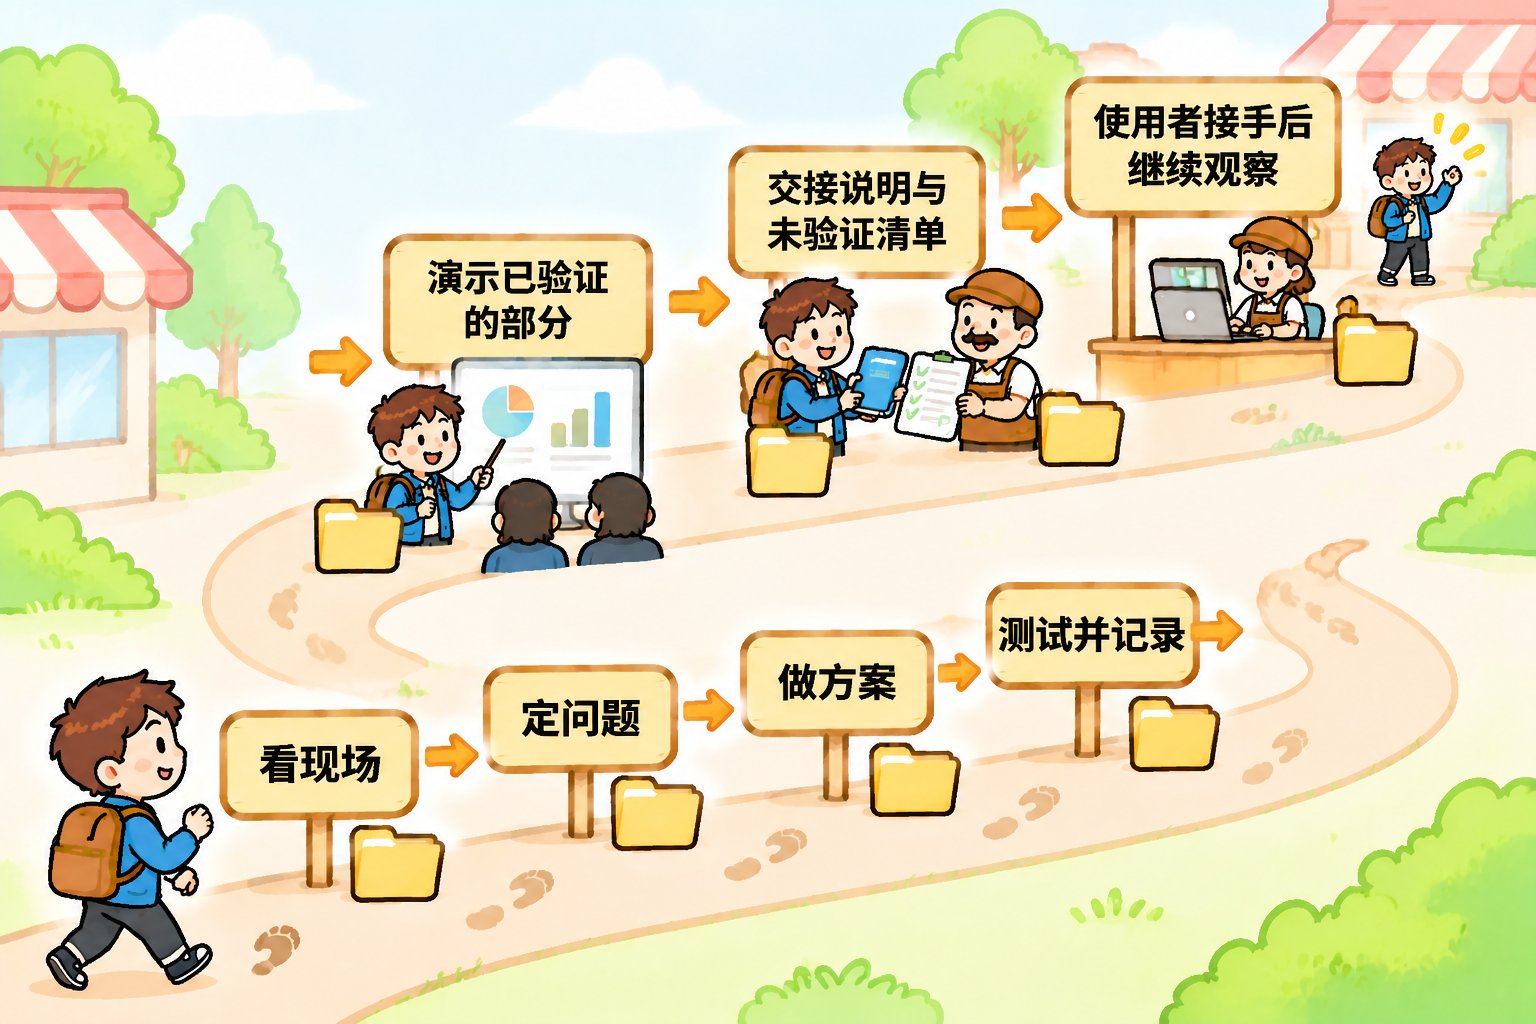 看现场
定问题
做方案
测试并记录
演示已验证
的部分
交接说明与
未验证清单
使用者接手后
继续观察